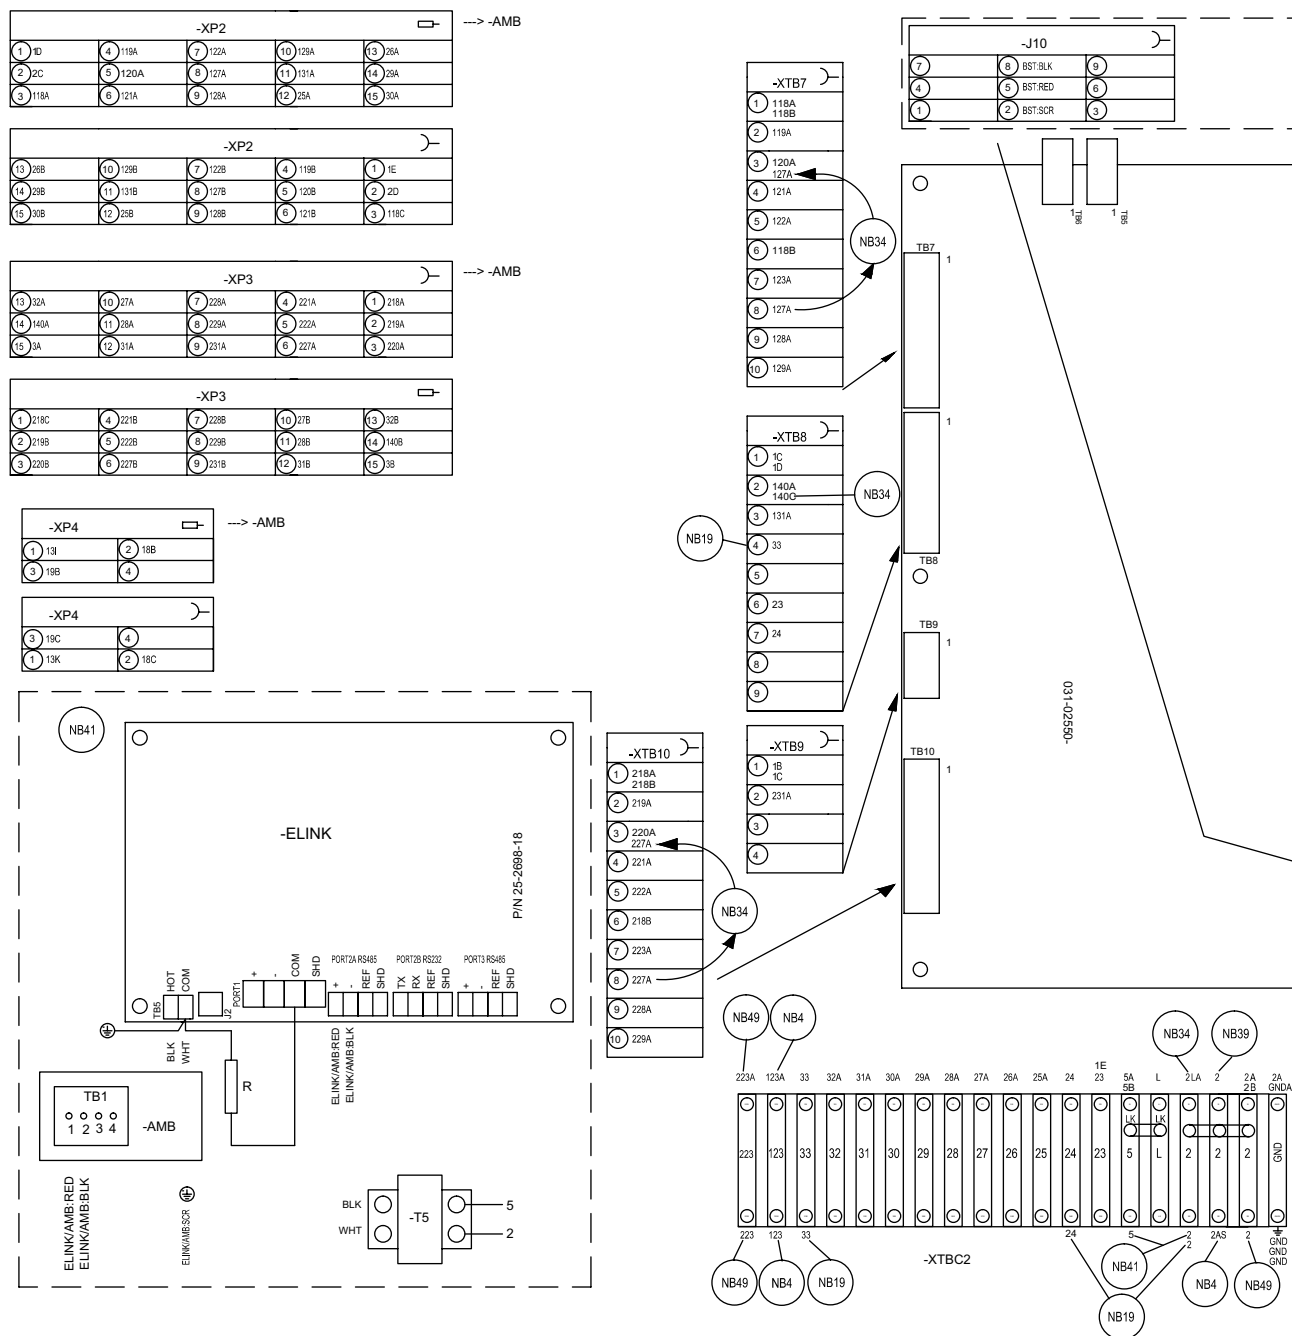 -XP2 ---> -AMB
1 1D 4 119A 7 122A 10 129A 13 26A
2 2C 5 120A 8 127A 11 131A 14 29A
3 118A 6 121A 9 128A 12 25A 15 30A
-XP2
13 26B 10 129B 7 122B 4 119B 1 1E
14 29B 11 131B 8 127B 5 120B 2 2D
15 30B 12 25B 9 128B 6 121B 3 118C
-XP3 ---> -AMB
13 32A 10 27A 7 228A 4 221A 1 218A
14 140A 11 28A 8 229A 5 222A 2 219A
15 3A 12 31A 9 231A 6 227A 3 220A
-XP3
1 218C 4 221B 7 228B 10 27B 13 32B
2 219B 5 222B 8 229B 11 28B 14 140B
3 220B 6 227B 9 231B 12 31B 15 3B
-XP4 ---> -AMB
1 13I 2 18B
3 19B 4
-XP4
3 19C 4
1 13K 2 18C
-J10
7 8 BST:BLK 9
4 5 BST:RED 6
1 2 BST:SCR 3
1 TB6
1 TB5
-XTB7
1 118A
118B
2 119A
3 120A
127A
4 121A
5 122A
6 118B
7 123A
8 127A
9 128A
10 129A
NB34
-XTB8
1 1C
1D
2 140A
140C
3 131A
4 33
5
6 23
7 24
8
9
NB34
NB19
-XTB9
1 1B
1C
2 231A
3
4
TB7
1
1
TB8
TB9
1
TB10
1
031-02550-
-XTB10
1 218A
218B
2 219A
3 220A
227A
4 221A
5 222A
6 218B
7 223A
8 227A
9 228A
10 229A
NB34
NB41
-ELINK
P/N 25-2698-18
TB5
HOT
COM
J2
PORT1
+
-
COM
SHD
PORT2A RS485
+
-
REF
SHD
PORT2B RS232
TX
RX
REF
SHD
PORT3 RS485
+
-
REF
SHD
BLK
WHT
ELINK/AMB:RED
ELINK/AMB:BLK
R
TB1
1 2 3 4
-AMB
ELINK/AMB:RED
ELINK/AMB:BLK
ELINK/AMB:SCR
BLK
WHT
-T5
5
2
NB49 NB4 NB34 NB39
223A 123A 33 32A 31A 30A 29A 28A 27A 26A 25A 24 1E 5A L 2LA 2 2A 2A
23 5B 2B GNDA
LK LK
223 123 33 32 31 30 29 28 27 26 25 24 23 5 L 2 2 2 GND
223 123 33 24 5 2 2AS 2 GND
2 GND
GND
-XTBC2
NB49 NB4 NB19 NB41 NB4 NB49
NB19